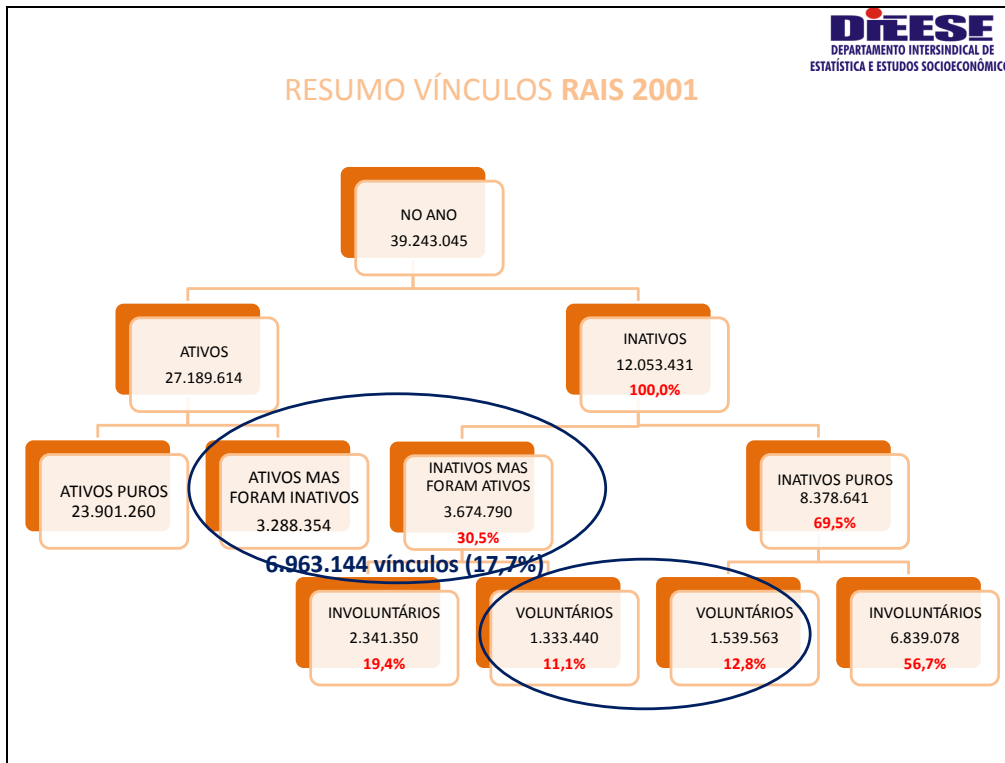 DIEESE
DEPARTAMENTO INTERSINDICAL DE
ESTATÍSTICA E ESTUDOS SOCIOECONÔMICO
RESUMO VÍNCULOS RAIS 2001
NO ANO
39.243.045
ATIVOS
27.189.614
INATIVOS
12.053.431
100,0%
ATIVOS PUROS
23.901.260
ATIVOS MAS
FORAM INATIVOS
3.288.354
INATIVOS MAS
FORAM ATIVOS
3.674.790
30,5%
INATIVOS PUROS
8.378.641
69,5%
6.963.144 vínculos (17,7%)
INVOLUNTÁRIOS
2.341.350
19,4%
VOLUNTÁRIOS
1.333.440
11,1%
VOLUNTÁRIOS
1.539.563
12,8%
INVOLUNTÁRIOS
6.839.078
56,7%